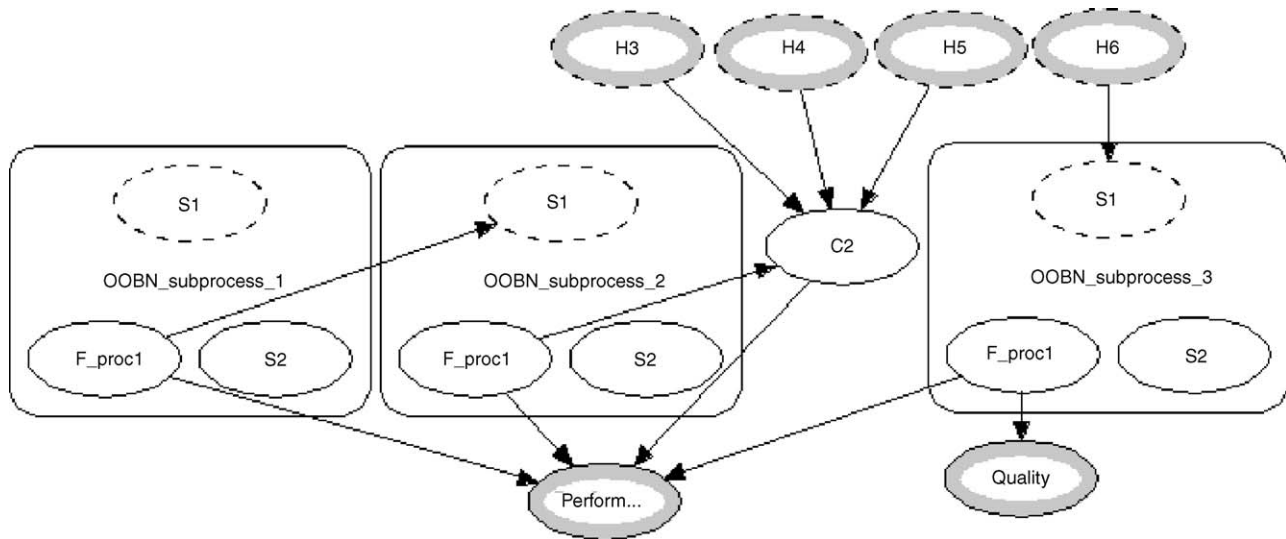 H3
H4
H5
H6
S1
S1
S1
C2
OOBN_subprocess_1
OOBN_subprocess_2
OOBN_subprocess_3
F_proc1
S2
F_proc1
S2
F_proc1
S2
Perform...
Quality